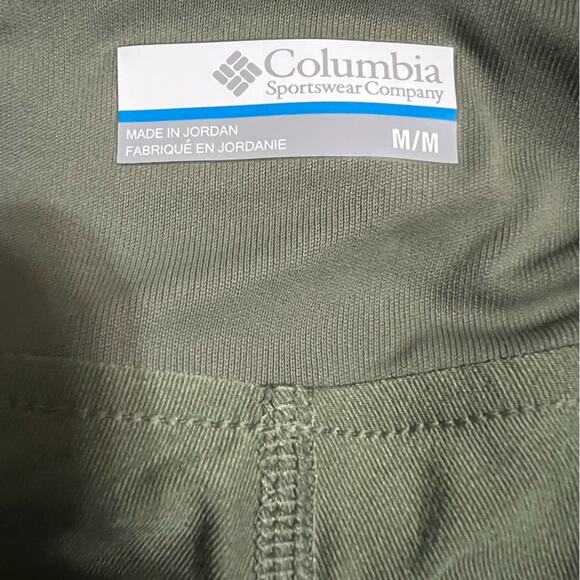 Columbia
Sportswear Company
MADE IN JORDAN
FABRIQUÉ EN JORDANIE
M/M